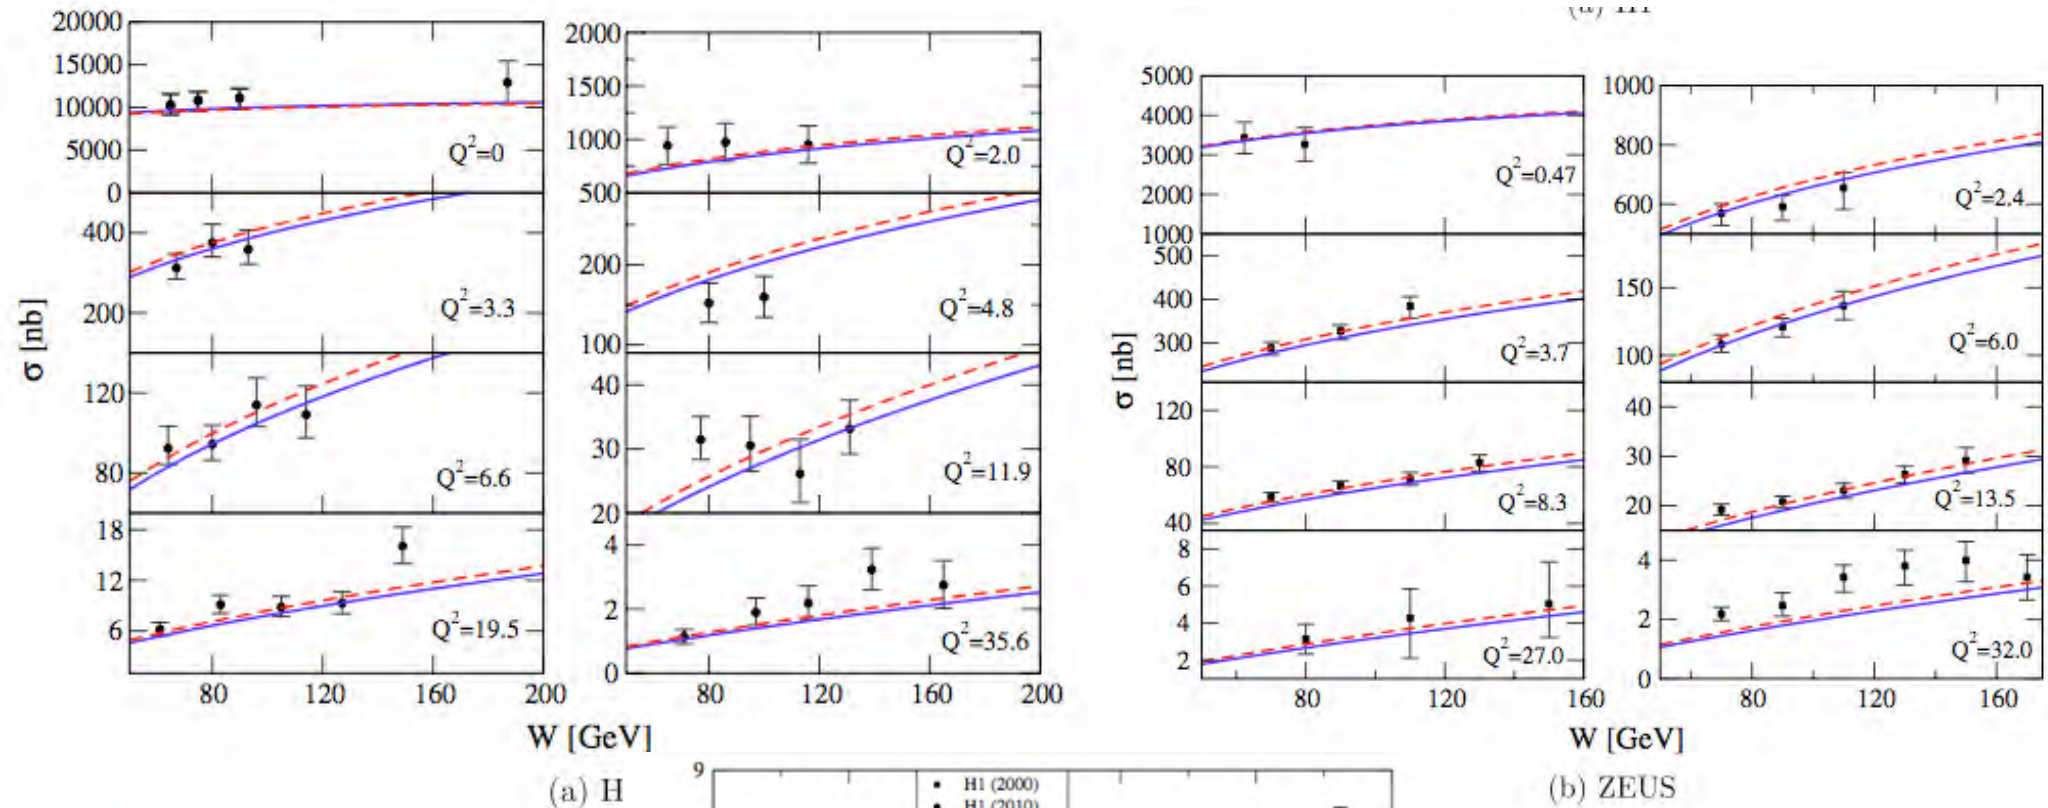 20000
15000
10000
5000
0
Q²=0
2000
1500
1000
500
Q²=2.0
400
200
Q²=3.3
200
100
Q²=4.8
120
80
Q²=6.6
40
30
20
Q²=11.9
18
12
6
Q²=19.5
4
2
0
Q²=35.6
80 120 160 200
80 120 160 200
σ [nb]
W [GeV]
(a) H
5000
4000
3000
2000
1000
Q²=0.47
1000
800
600
Q²=2.4
500
400
300
Q²=3.7
150
100
Q²=6.0
120
80
40
Q²=8.3
40
30
20
Q²=13.5
8
6
4
2
Q²=27.0
4
2
0
Q²=32.0
80 120 160
80 120 160
σ [nb]
W [GeV]
(b) ZEUS
9
H1 (2000)
H1 (2010)